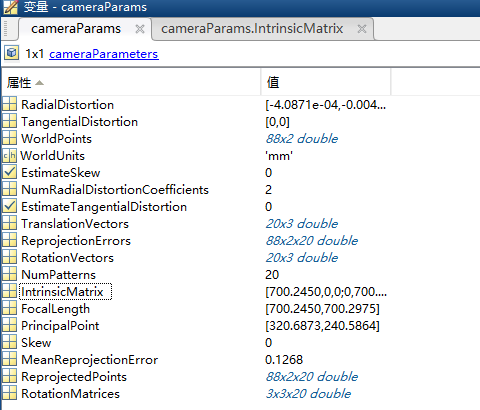 变量 - cameraParams
cameraParams cameraParams.IntrinsicMatrix
1x1 cameraParameters
属性 值
RadialDistortion [-4.0871e-04,-0.004...
TangentialDistortion [0,0]
WorldPoints 88x2 double
WorldUnits 'mm'
EstimateSkew 0
NumRadialDistortionCoefficients 2
EstimateTangentialDistortion 0
TranslationVectors 20x3 double
ReprojectionErrors 88x2x20 double
RotationVectors 20x3 double
NumPatterns 20
IntrinsicMatrix [700.2450,0,0;0,700....
FocalLength [700.2450,700.2975]
PrincipalPoint [320.6873,240.5864]
Skew 0
MeanReprojectionError 0.1268
ReprojectedPoints 88x2x20 double
RotationMatrices 3x3x20 double